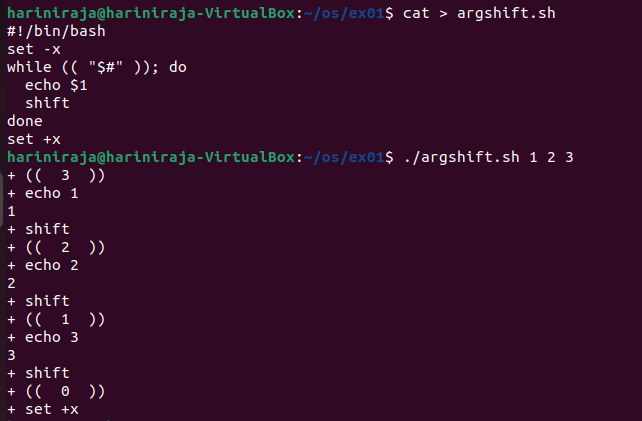 hariniraja@hariniraja-VirtualBox:~/os/ex01$ cat > argshift.sh
#!/bin/bash
set -x
while (( "$#" )); do
  echo $1
  shift
done
set +x
hariniraja@hariniraja-VirtualBox:~/os/ex01$ ./argshift.sh 1 2 3
+ ((  3  ))
+ echo 1
1
+ shift
+ ((  2  ))
+ echo 2
2
+ shift
+ ((  1  ))
+ echo 3
3
+ shift
+ ((  0  ))
+ set +x